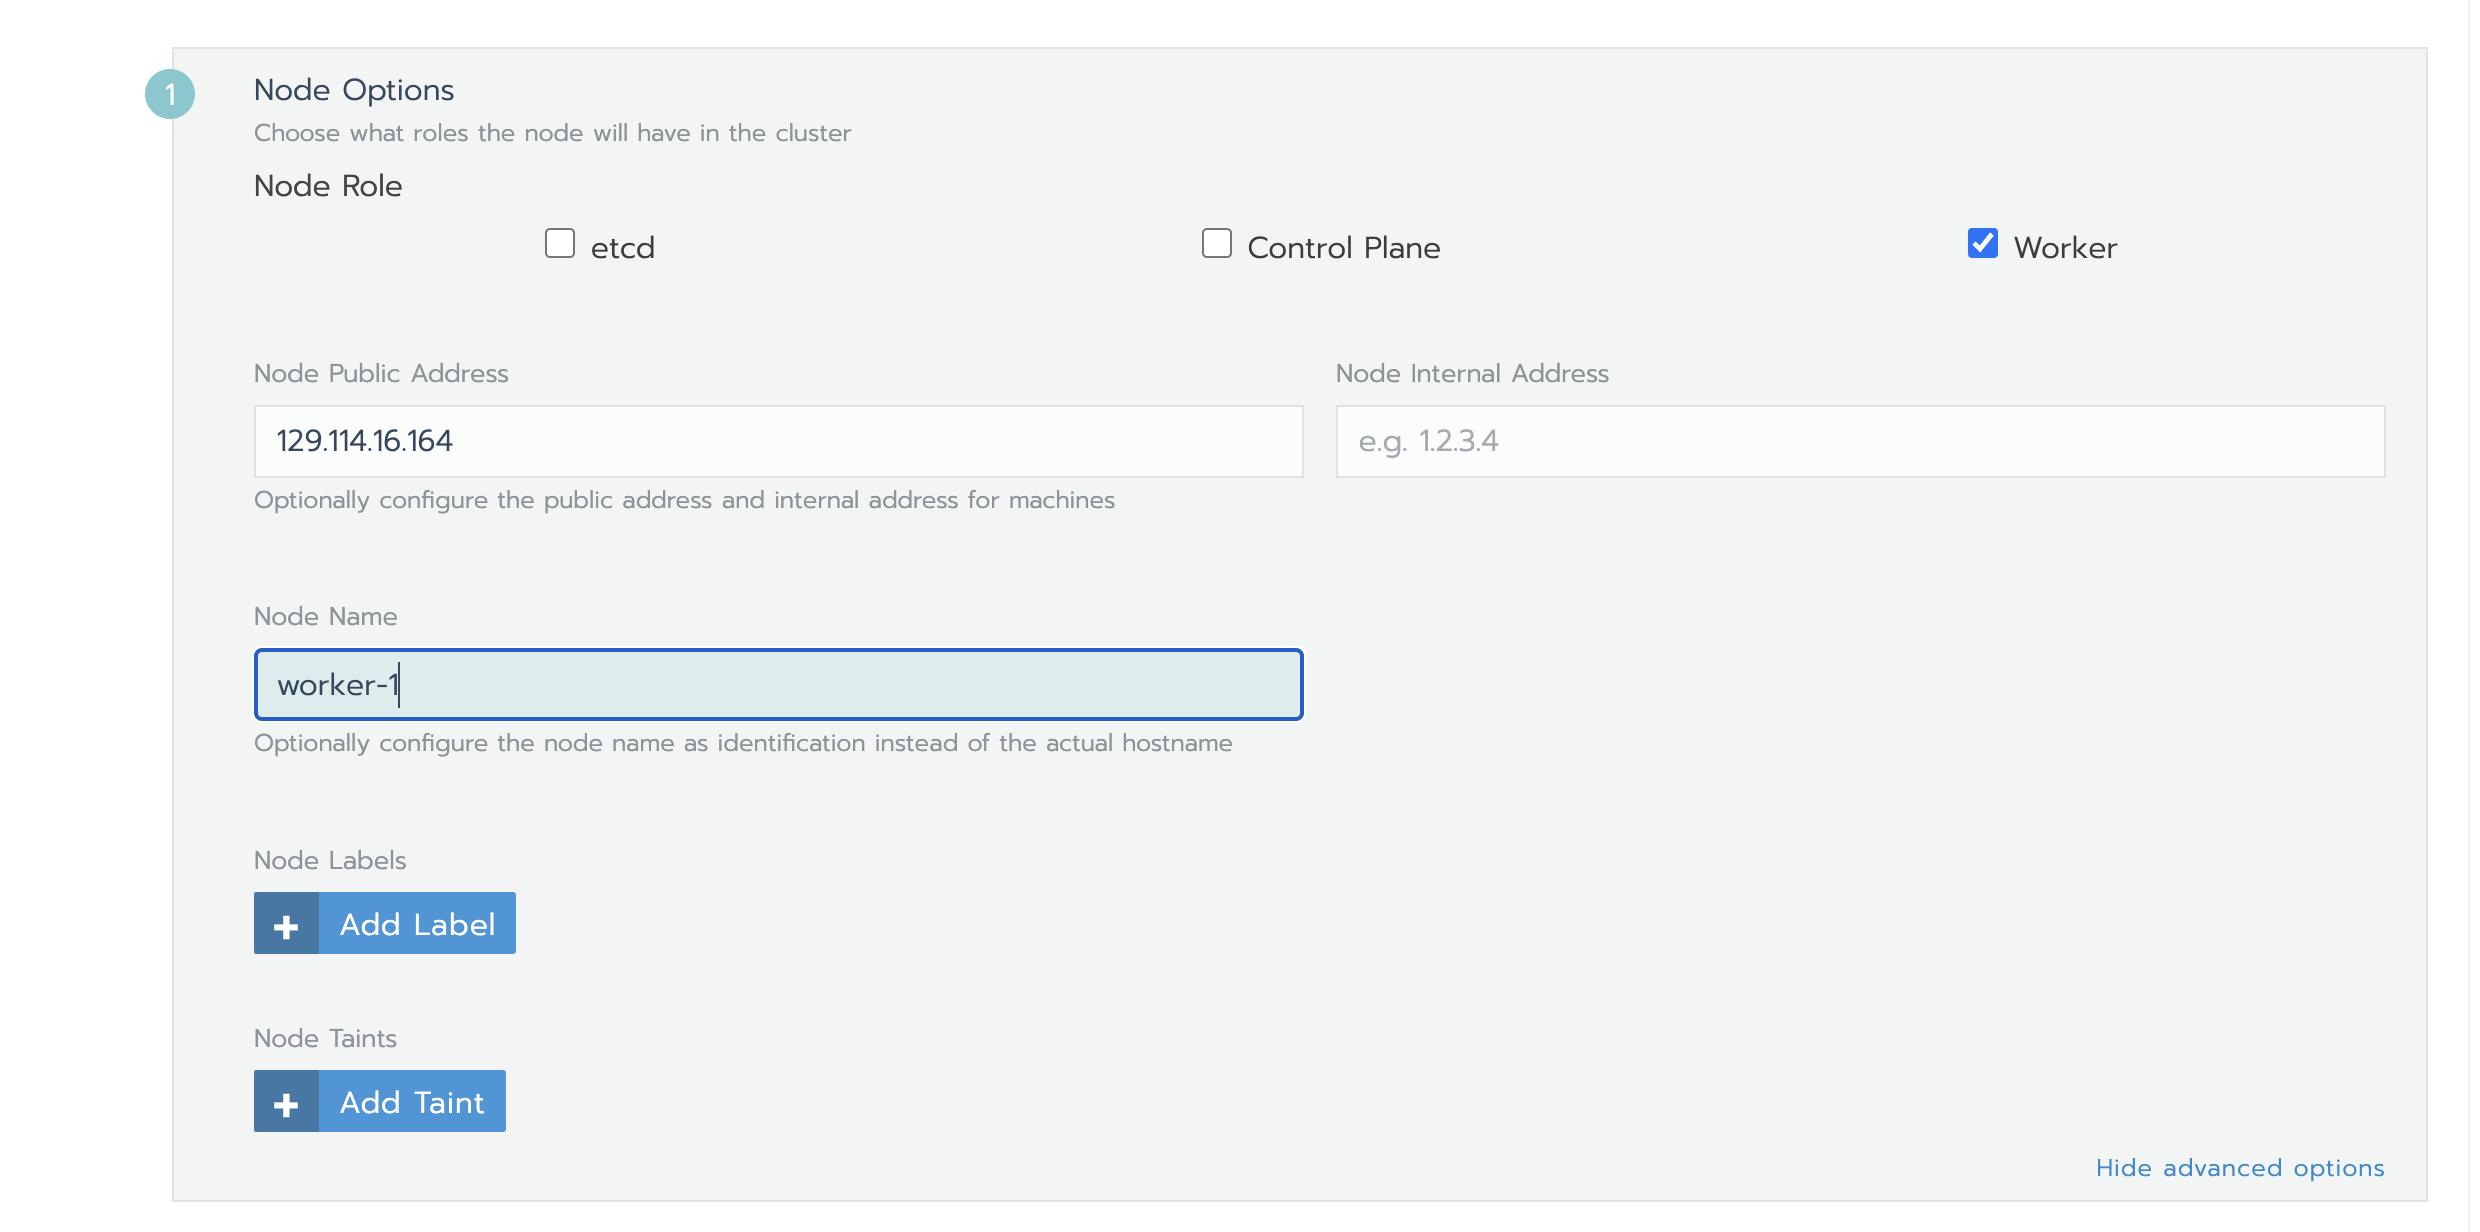 1
Node Options
Choose what roles the node will have in the cluster
Node Role
etcd
Control Plane
Worker
Node Public Address
Node Internal Address
129.114.16.164
e.g. 1.2.3.4
Optionally configure the public address and internal address for machines
Node Name
worker-1
Optionally configure the node name as identification instead of the actual hostname
Node Labels
+ Add Label
Node Taints
+ Add Taint
Hide advanced options